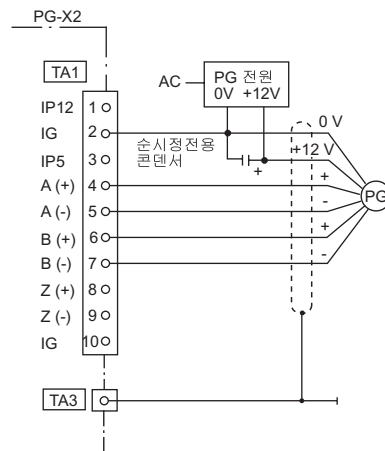 PG-X2
TA1
AC
PG 전원
0V +12V
IP12 1
IG 2
0 V
순시정전용
콘덴서
+
+12 V
IP5 3
A (+) 4
+
A (-) 5
-
PG
B (+) 6
+
B (-) 7
-
Z (+) 8
Z (-) 9
IG 10
TA3